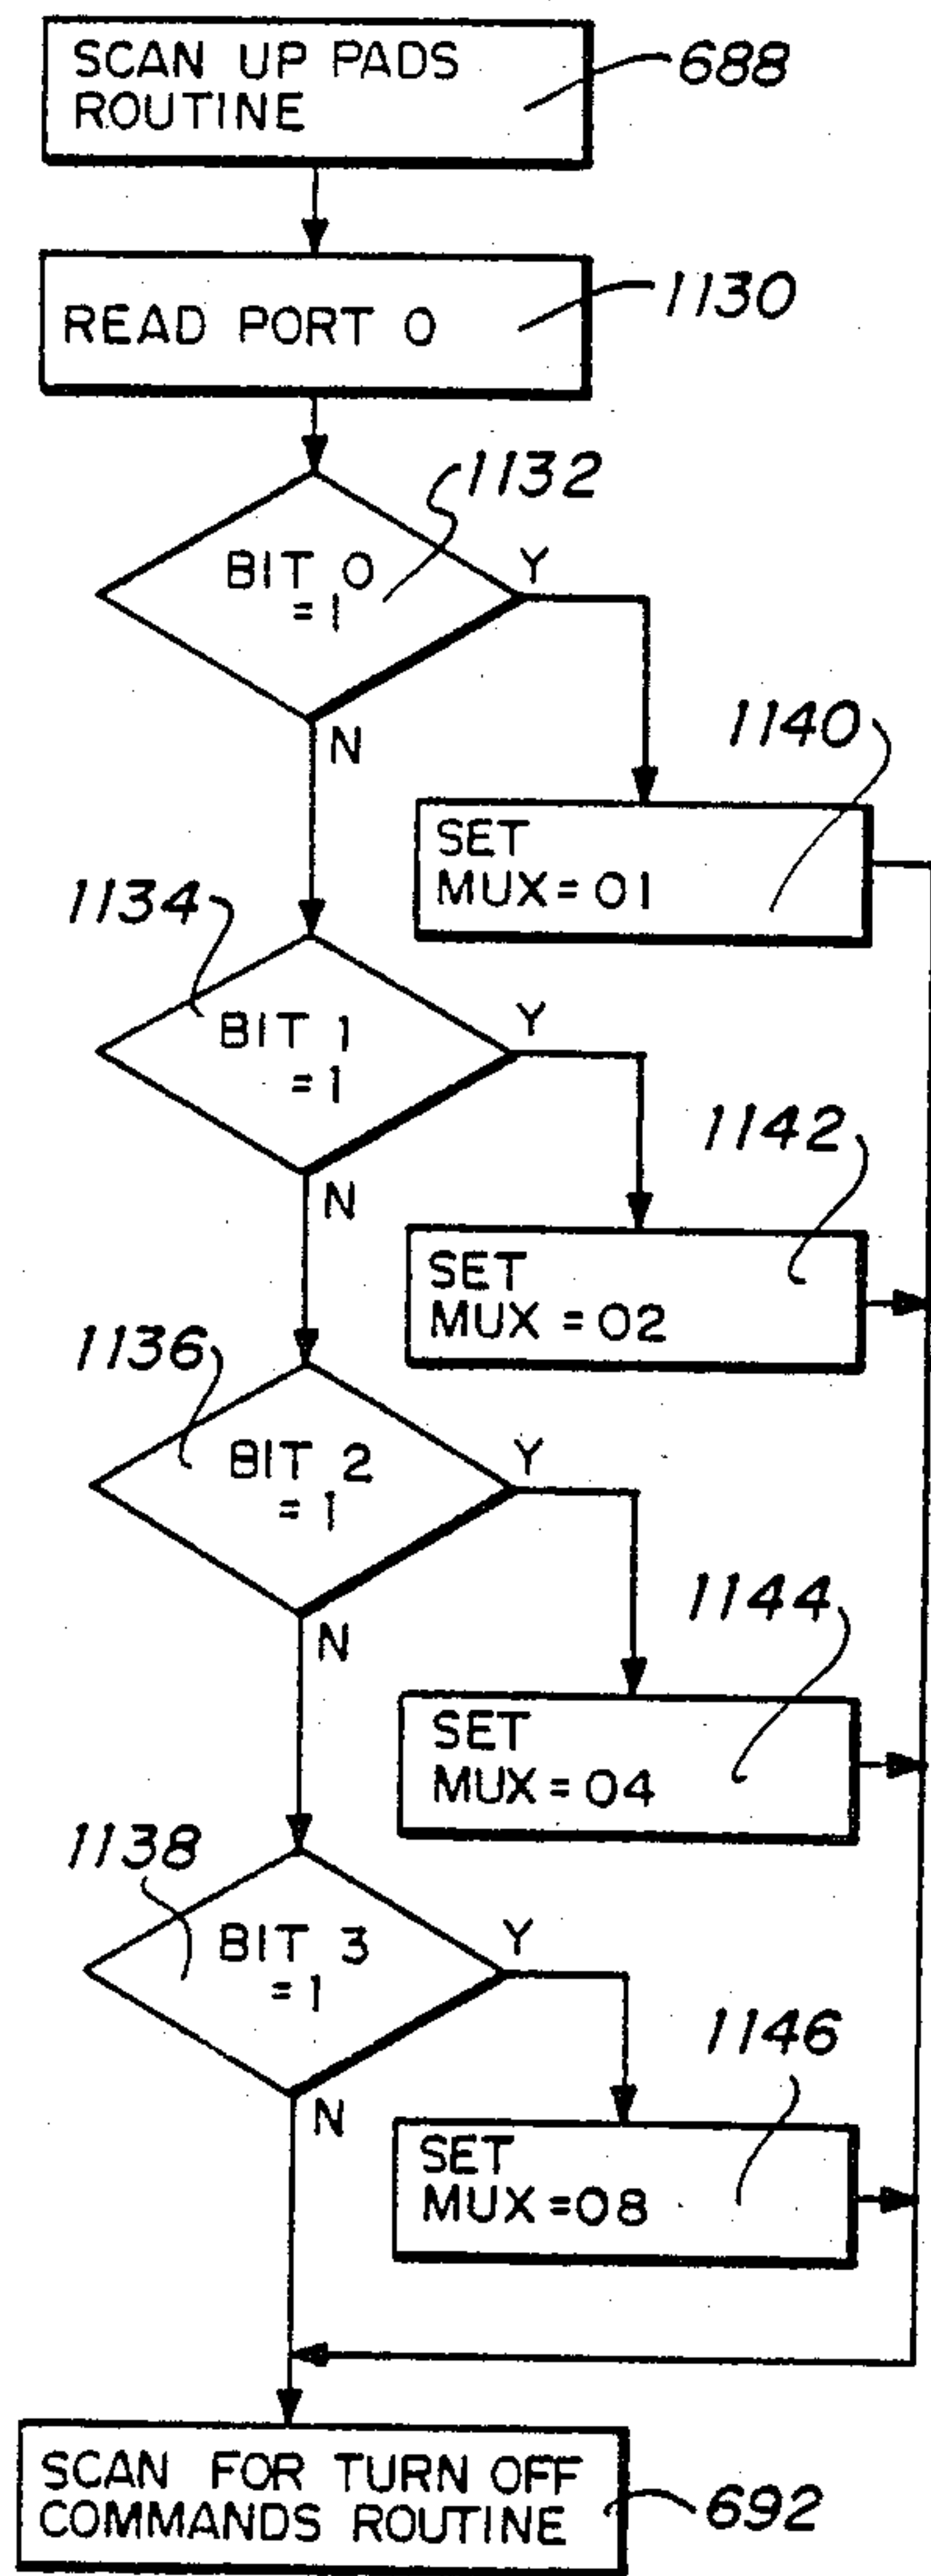 SCAN UP PADS
ROUTINE
688
READ PORT 0
1130
1132
BIT 0
= 1
Y
N
1140
SET
MUX = 01
1134
BIT 1
= 1
Y
N
1142
SET
MUX = 02
1136
BIT 2
= 1
Y
N
1144
SET
MUX = 04
1138
BIT 3
= 1
Y
N
1146
SET
MUX = 08
SCAN FOR TURN OFF
COMMANDS ROUTINE
692